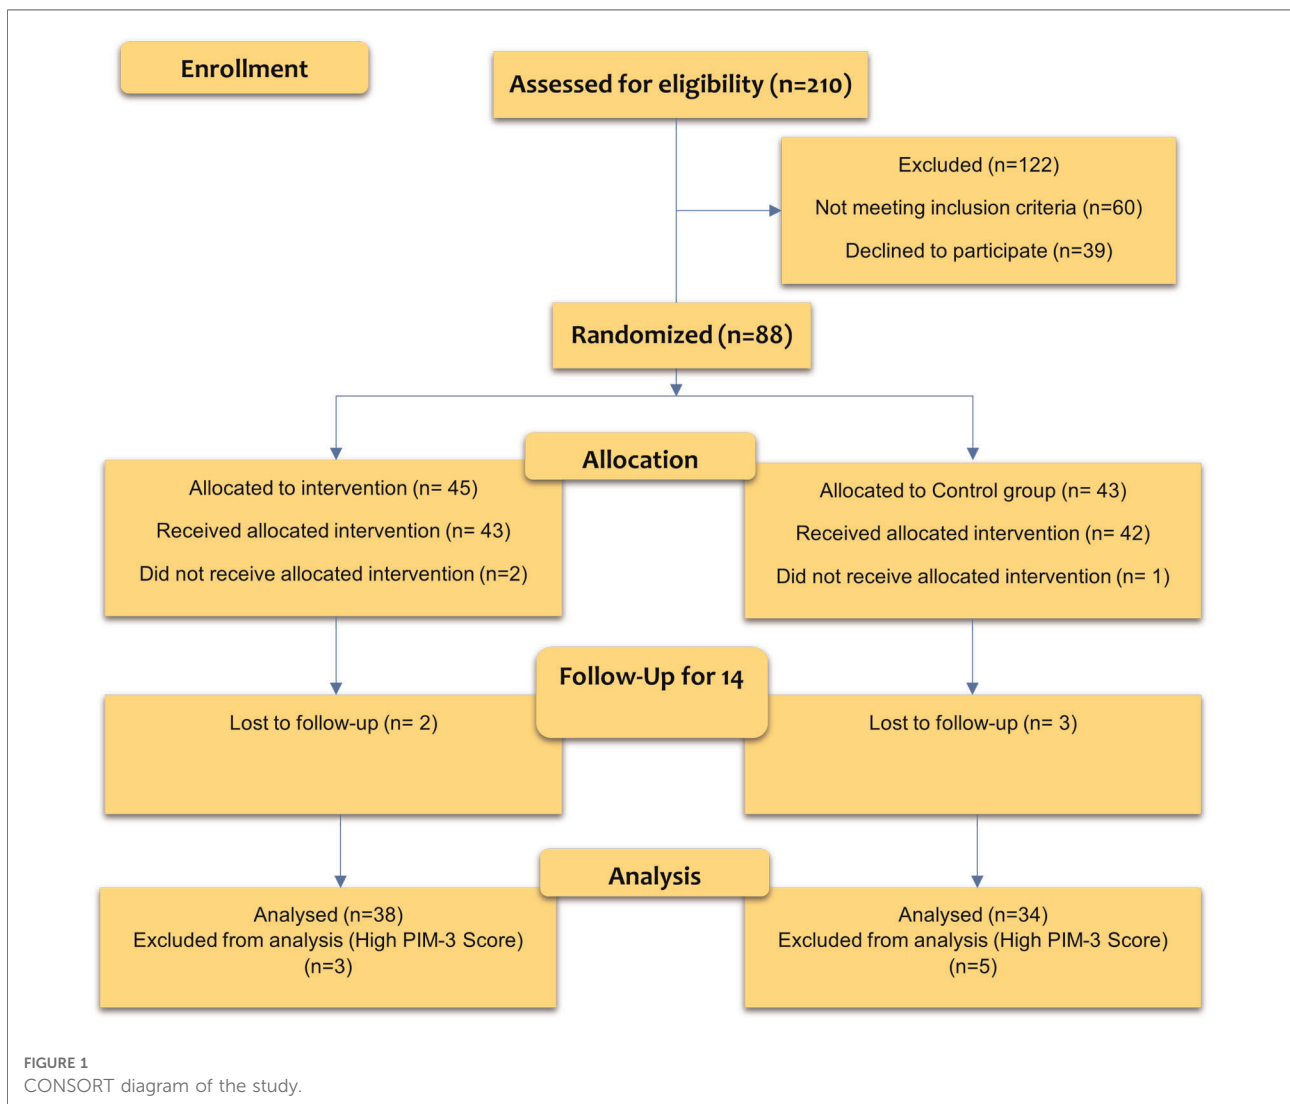 Enrollment
Assessed for eligibility (n=210)
Excluded (n=122)
Not meeting inclusion criteria (n=60)
Declined to participate (n=39)
Randomized (n=88)
Allocation
Allocated to intervention (n= 45)
Received allocated intervention (n= 43)
Did not receive allocated intervention (n=2)
Allocated to Control group (n= 43)
Received allocated intervention (n= 42)
Did not receive allocated intervention (n= 1)
Follow-Up for 14
Lost to follow-up (n= 2)
Lost to follow-up (n= 3)
Analysis
Analysed (n=38)
Excluded from analysis (High PIM-3 Score)
(n=3)
Analysed (n=34)
Excluded from analysis (High PIM-3 Score)
(n=5)
FIGURE 1
CONSORT diagram of the study.